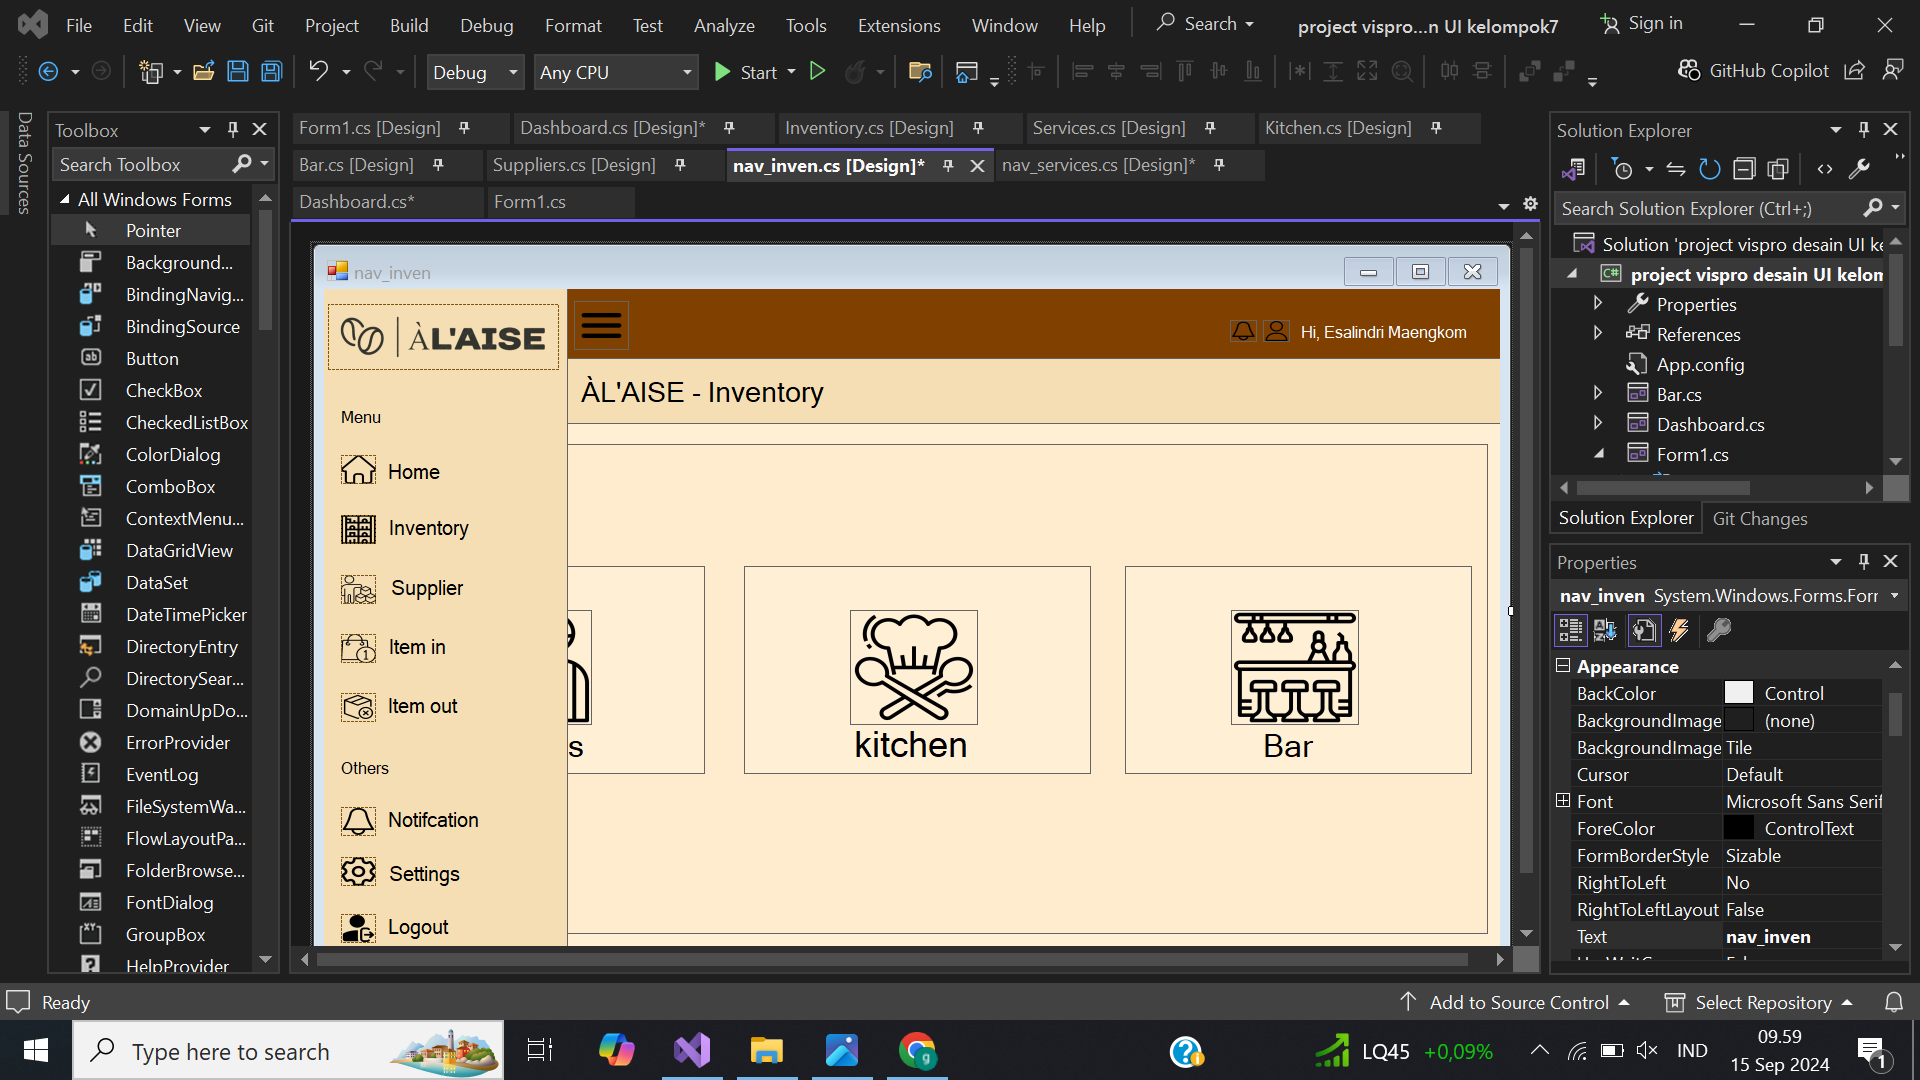 File Edit View Git Project Build Debug Format Test Analyze Tools Extensions Window Help Search project vispro...n UI kelompok7 Sign in
Debug Any CPU Start GitHub Copilot
Data Sources
Toolbox
Search Toolbox
All Windows Forms
Pointer
Background...
BindingNavig...
BindingSource
Button
CheckBox
CheckedListBox
ColorDialog
ComboBox
ContextMenu...
DataGridView
DataSet
DateTimePicker
DirectoryEntry
DirectorySear...
DomainUpDo...
ErrorProvider
EventLog
FileSystemWa...
FlowLayoutPa...
FolderBrowse...
FontDialog
GroupBox
HelpProvider
Form1.cs [Design] Dashboard.cs [Design]* Inventiory.cs [Design] Services.cs [Design] Kitchen.cs [Design]
Bar.cs [Design] Suppliers.cs [Design] nav_inven.cs [Design]* nav_services.cs [Design]*
Dashboard.cs* Form1.cs
nav_inven
ÀL'AISE
Hi, Esalindri Maengkom
ÀL'AISE - Inventory
Menu
Home
Inventory
Supplier
Item in
Item out
Others
Notifcation
Settings
Logout
s
kitchen
Bar
Solution Explorer
Search Solution Explorer (Ctrl+;)
Solution 'project vispro desain UI ke
project vispro desain UI kelom
Properties
References
App.config
Bar.cs
Dashboard.cs
Form1.cs
Solution Explorer Git Changes
Properties
nav_inven System.Windows.Forms.Forr
Appearance
BackColor Control
BackgroundImage (none)
BackgroundImage Tile
Cursor Default
Font Microsoft Sans Serif
ForeColor ControlText
FormBorderStyle Sizable
RightToLeft No
RightToLeftLayout False
Text nav_inven
Ready Add to Source Control Select Repository
Type here to search
LQ45 +0,09%
IND
09.59
15 Sep 2024
1